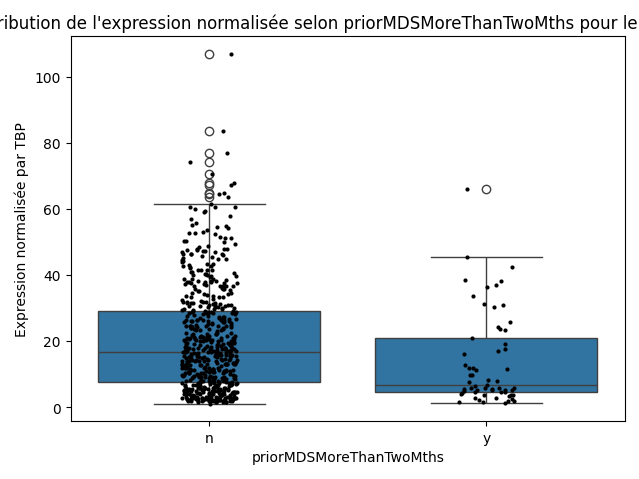 ribution de l'expression normalisée selon priorMDSMoreThanTwoMths pour le
Expression normalisée par TBP
100
80
60
40
20
0
n
y
priorMDSMoreThanTwoMths